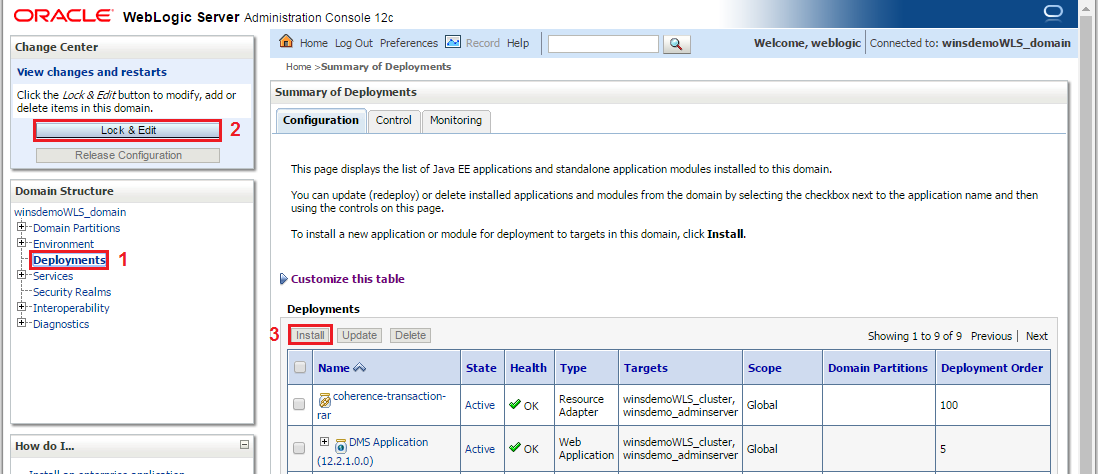 ORACLE® WebLogic Server Administration Console 12c
Change Center
View changes and restarts
Click the Lock & Edit button to modify, add or
delete items in this domain.
Lock & Edit 2
Release Configuration
Domain Structure
winsdemoWLS_domain
Domain Partitions
Environment
Deployments 1
Services
Security Realms
Interoperability
Diagnostics
How do I...
Install an enterprise application
Home Log Out Preferences Record Help
Welcome, weblogic Connected to: winsdemoWLS_domain
Home >Summary of Deployments
Summary of Deployments
Configuration Control Monitoring
This page displays the list of Java EE applications and standalone application modules installed to this domain.
You can update (redeploy) or delete installed applications and modules from the domain by selecting the checkbox next to the application name and then
using the controls on this page.
To install a new application or module for deployment to targets in this domain, click Install.
Customize this table
Deployments
3 Install Update Delete Showing 1 to 9 of 9 Previous Next
Name State Health Type Targets Scope Domain Partitions Deployment Order
coherence-transaction-
rar Active OK Resource
Adapter winsdemoWLS_cluster,
winsdemo_adminserver Global 100
DMS Application
(12.2.1.0.0) Active OK Web
Application winsdemoWLS_cluster,
winsdemo_adminserver Global 5